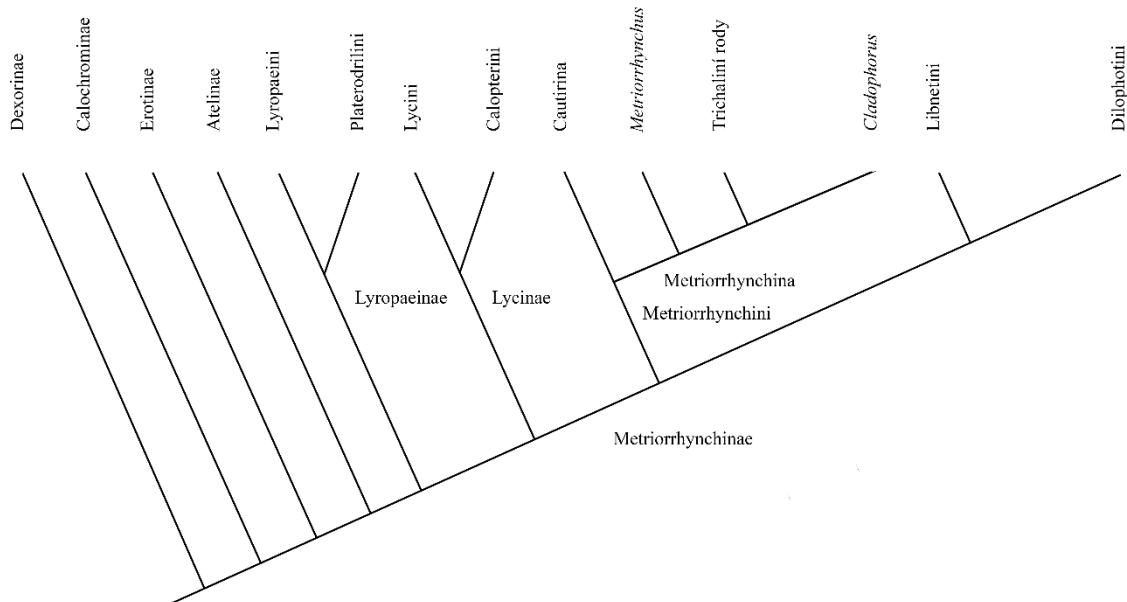 Dexorinae
Calochrominae
Erotinae
Atelinae
Lyropaeini
Platerodrilini
Lycini
Calopterini
Cautirina
Metriorrhynchus
Trichalini rody
Cladophorus
Libnetini
Dilophotini
Lyropaeinae
Lycinae
Metriorrhynchina
Metriorrhynchini
Metriorrhynchinae